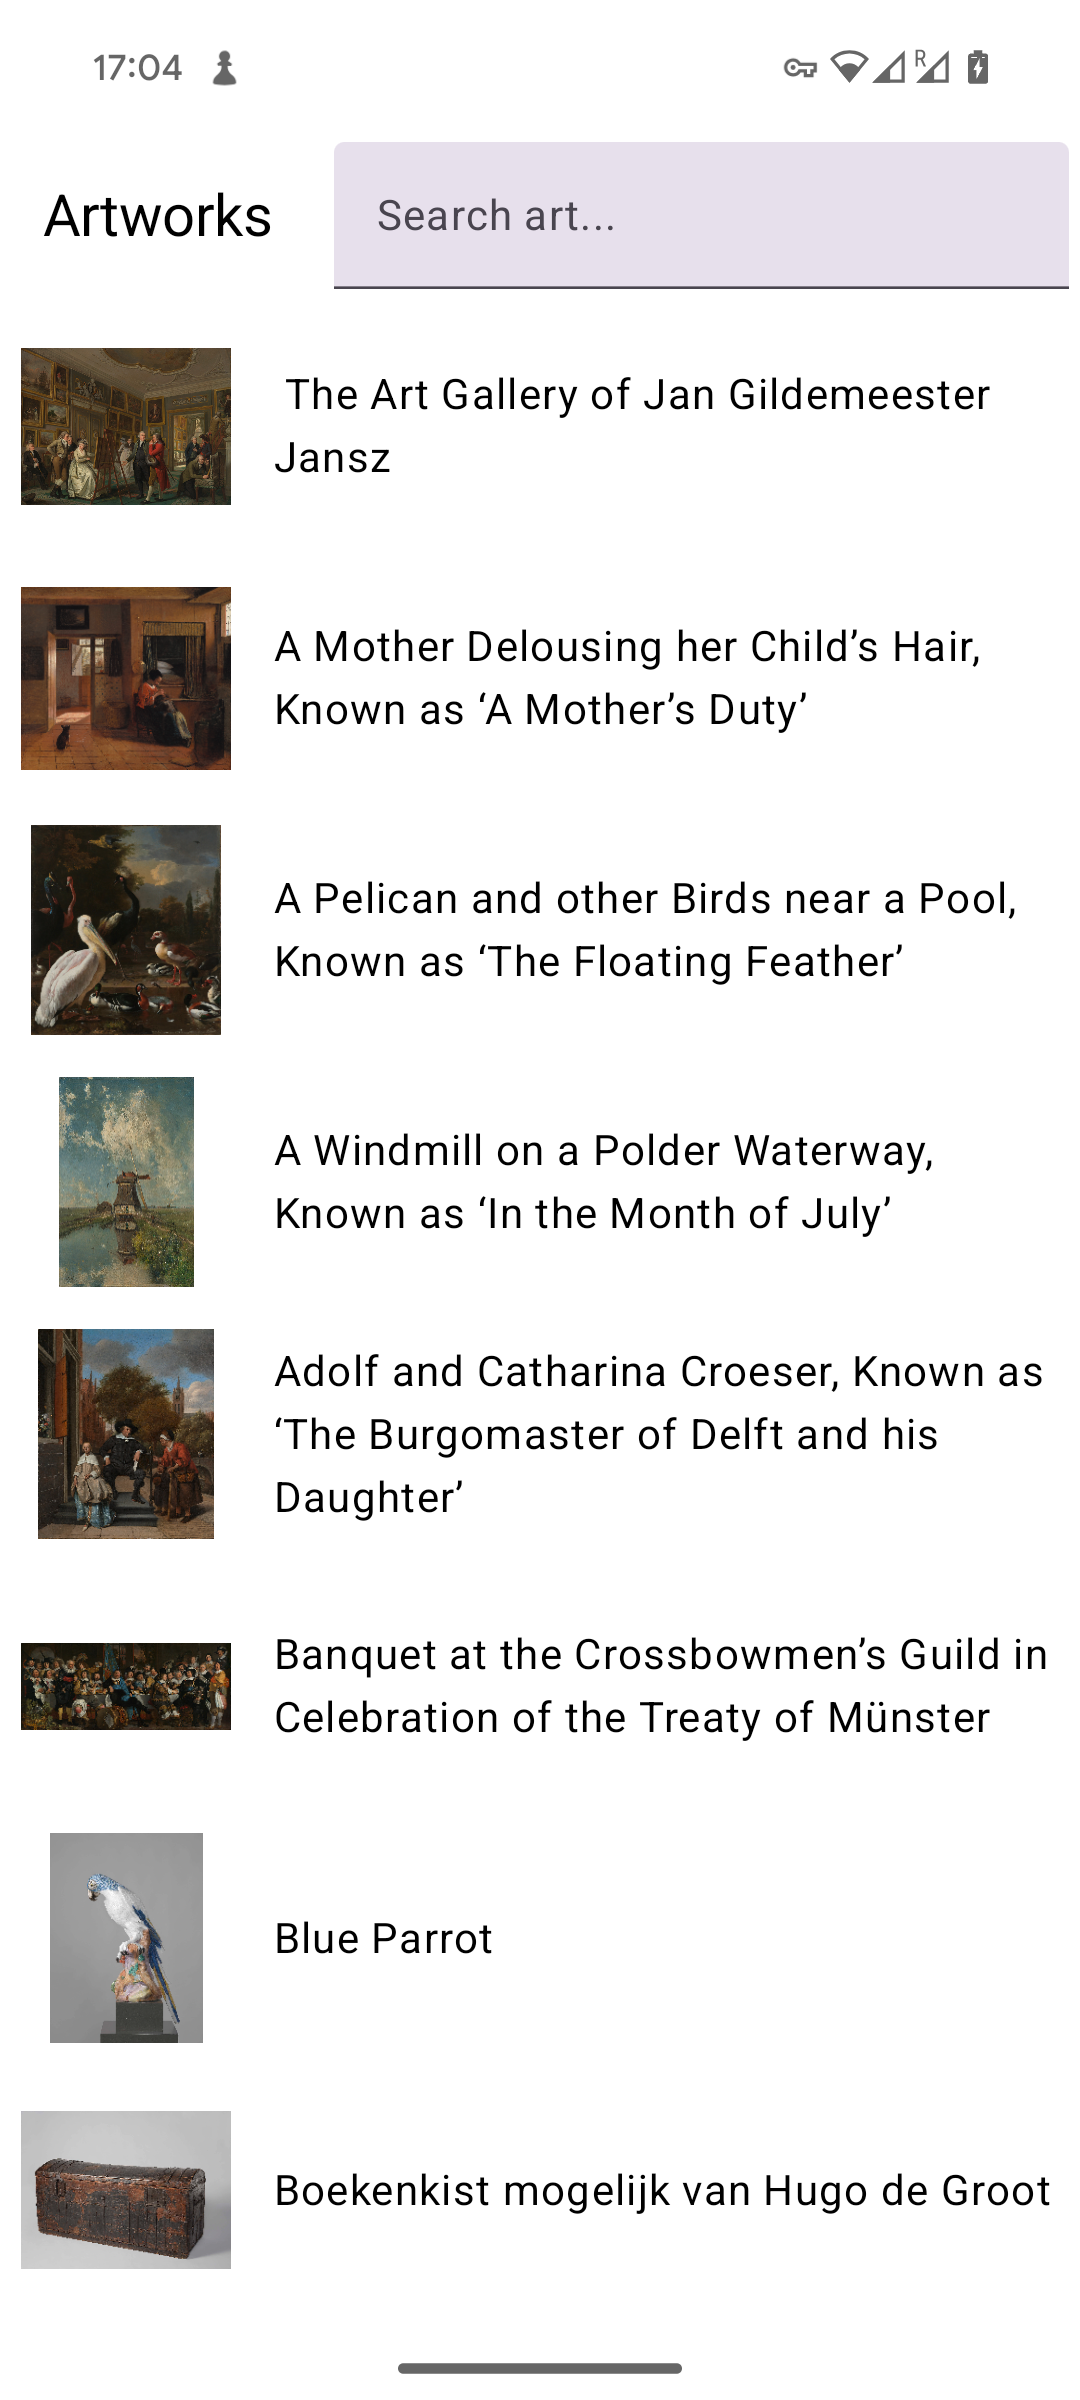 17:04
R
Artworks
Search art...
The Art Gallery of Jan Gildemeester
Jansz
A Mother Delousing her Child’s Hair,
Known as ‘A Mother’s Duty’
A Pelican and other Birds near a Pool,
Known as ‘The Floating Feather’
A Windmill on a Polder Waterway,
Known as ‘In the Month of July’
Adolf and Catharina Croeser, Known as
‘The Burgomaster of Delft and his
Daughter’
Banquet at the Crossbowmen’s Guild in
Celebration of the Treaty of Münster
Blue Parrot
Boekenkist mogelijk van Hugo de Groot